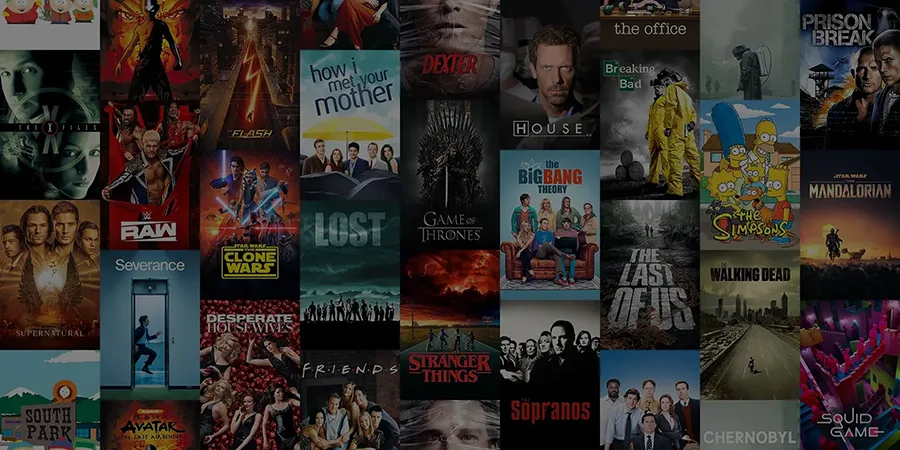 THE X FILES
SUPERNATURAL
SOUTH
PARK
RAW
Severance
AVATAR
THE LAST AIRBENDER
FLASH
STAR WARS
THE
CLONE
WARS
DESPERATE
HOUSEWIVES
how i
met your
mother
LOST
F·R·I·E·N·D·S
DEXTER
GAME OF
THRONES
STRANGER
THINGS
HOUSE
the
BIG BANG
THEORY
THE
Sopranos
the office
Breaking
Bad
THE
LAST
OF US
The
Simpsons
THE
WALKING DEAD
CHERNOBYL
PRISON
BREAK
STAR WARS
THE
MANDALORIAN
SQUID
GAME